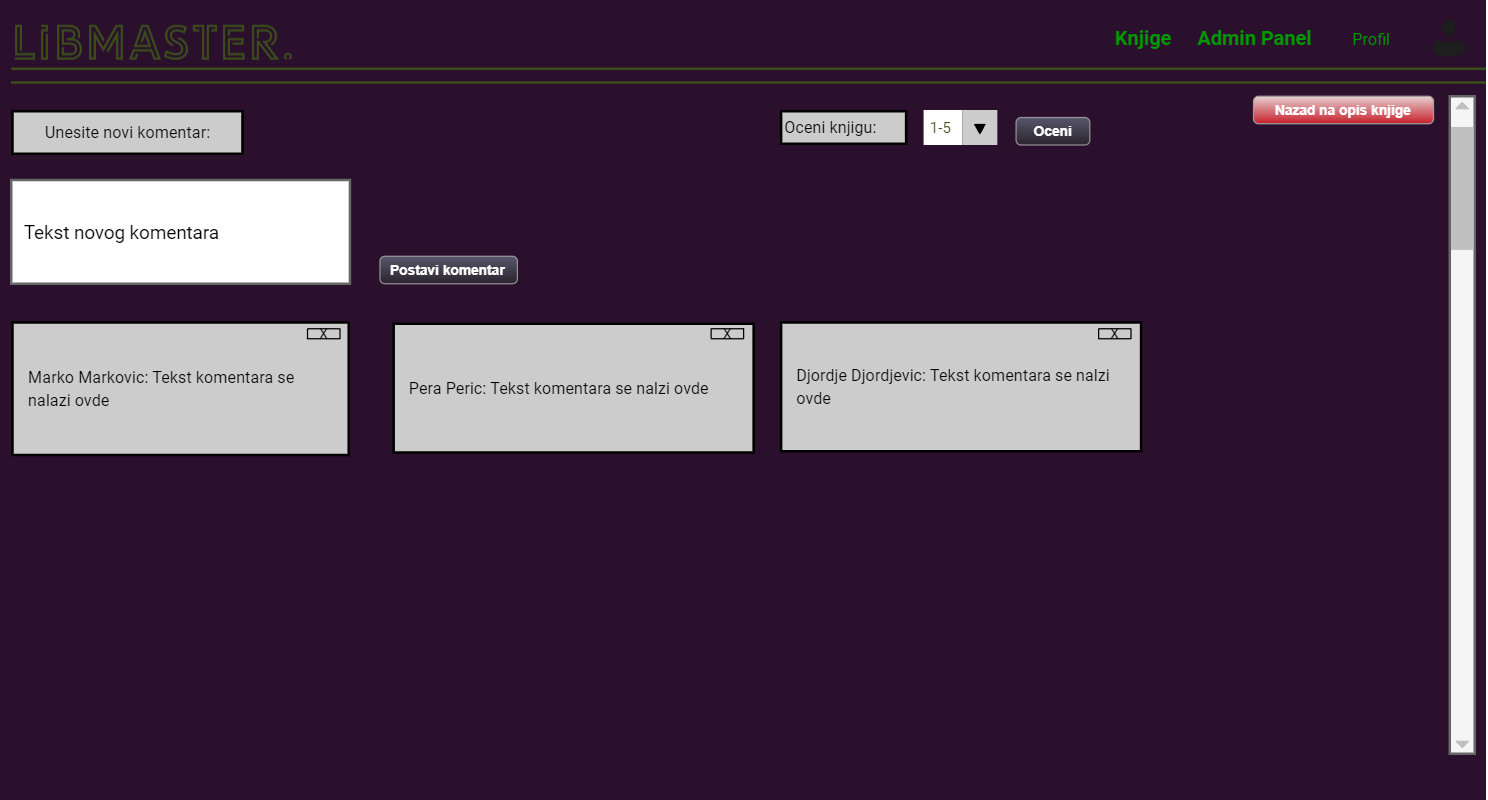 LIBMASTER.
Knjige Admin Panel Profil
Nazad na opis knjige
Unesite novi komentar:
Oceni knjigu: 1-5 ▼ Oceni
Tekst novog komentara
Postavi komentar
X
Marko Markovic: Tekst komentara se
nalazi ovde
X
Pera Peric: Tekst komentara se nalzi ovde
X
Djordje Djordjevic: Tekst komentara se nalzi
ovde